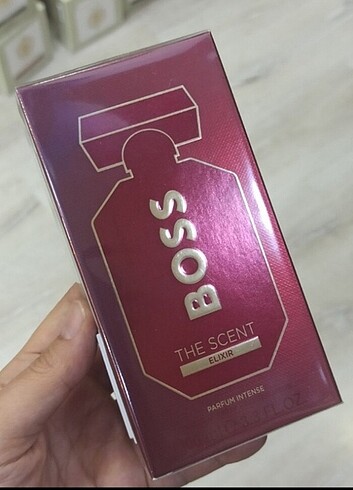 BOSS
THE SCENT
ELIXIR
PARFUM INTENSE